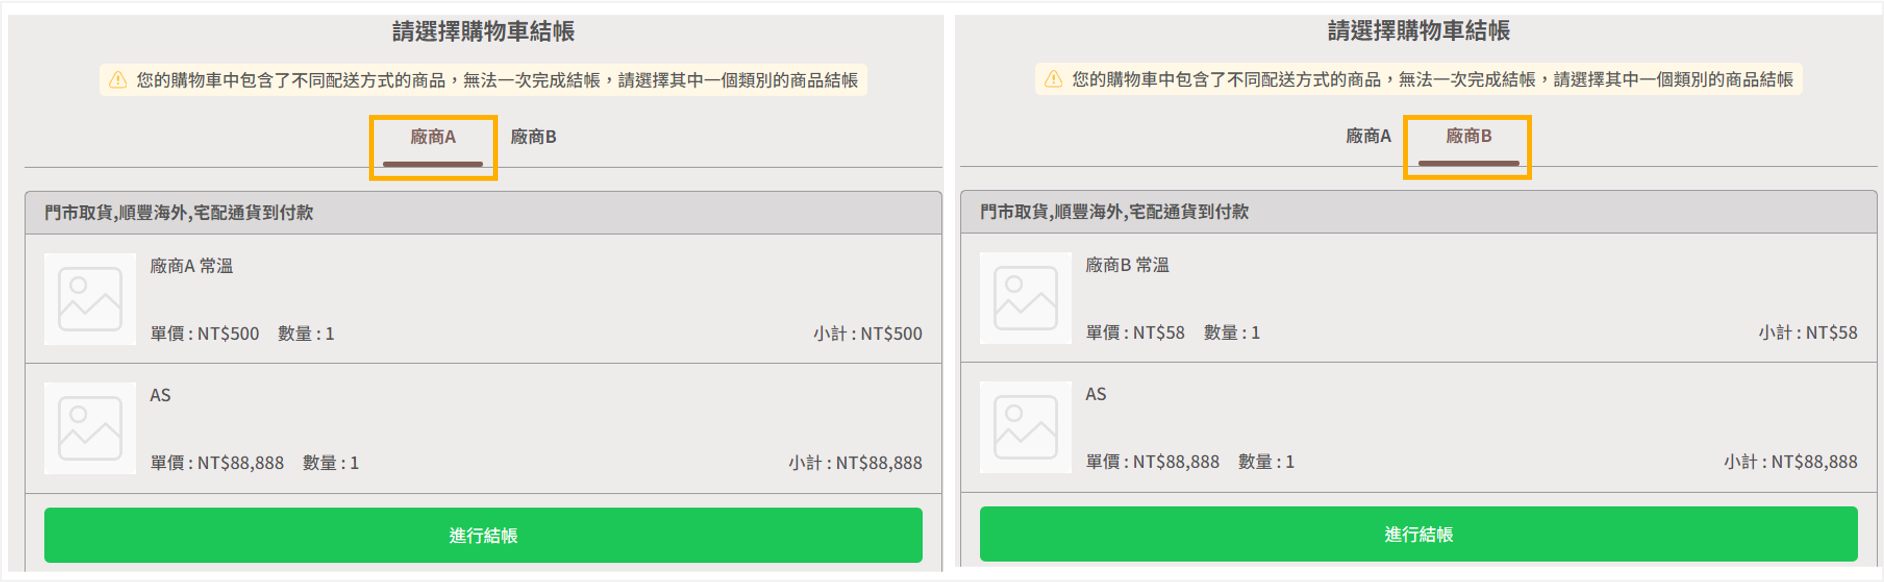 請選擇購物車結帳
您的購物車中包含了不同配送方式的商品，無法一次完成結帳，請選擇其中一個類別的商品結帳
廠商A 廠商B
門市取貨,順豐海外,宅配通貨到付款
廠商A 常溫
單價 : NT$500 數量 : 1 小計 : NT$500
AS
單價 : NT$88,888 數量 : 1 小計 : NT$88,888
進行結帳
請選擇購物車結帳
您的購物車中包含了不同配送方式的商品，無法一次完成結帳，請選擇其中一個類別的商品結帳
廠商A 廠商B
門市取貨,順豐海外,宅配通貨到付款
廠商B 常溫
單價 : NT$58 數量 : 1 小計 : NT$58
AS
單價 : NT$88,888 數量 : 1 小計 : NT$88,888
進行結帳